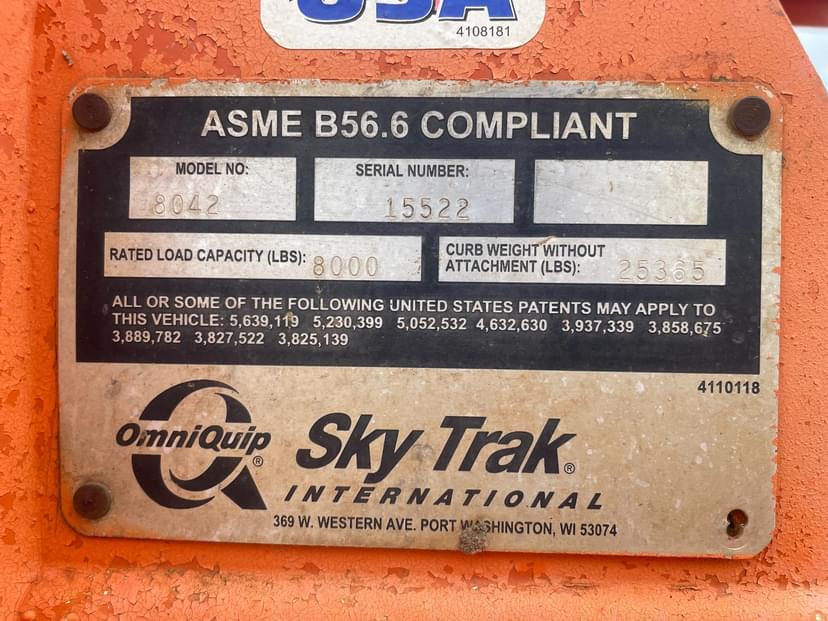 USA
4108181
ASME B56.6 COMPLIANT
MODEL NO:
8042
SERIAL NUMBER:
15522
RATED LOAD CAPACITY (LBS): 8000
CURB WEIGHT WITHOUT
ATTACHMENT (LBS): 25365
ALL OR SOME OF THE FOLLOWING UNITED STATES PATENTS MAY APPLY TO
THIS VEHICLE: 5,639,119 5,230,399 5,052,532 4,632,630 3,937,339 3,858,675
3,889,782 3,827,522 3,825,139
4110118
OmniQuip®
Sky Trak®
INTERNATIONAL
369 W. WESTERN AVE. PORT WASHINGTON, WI 53074